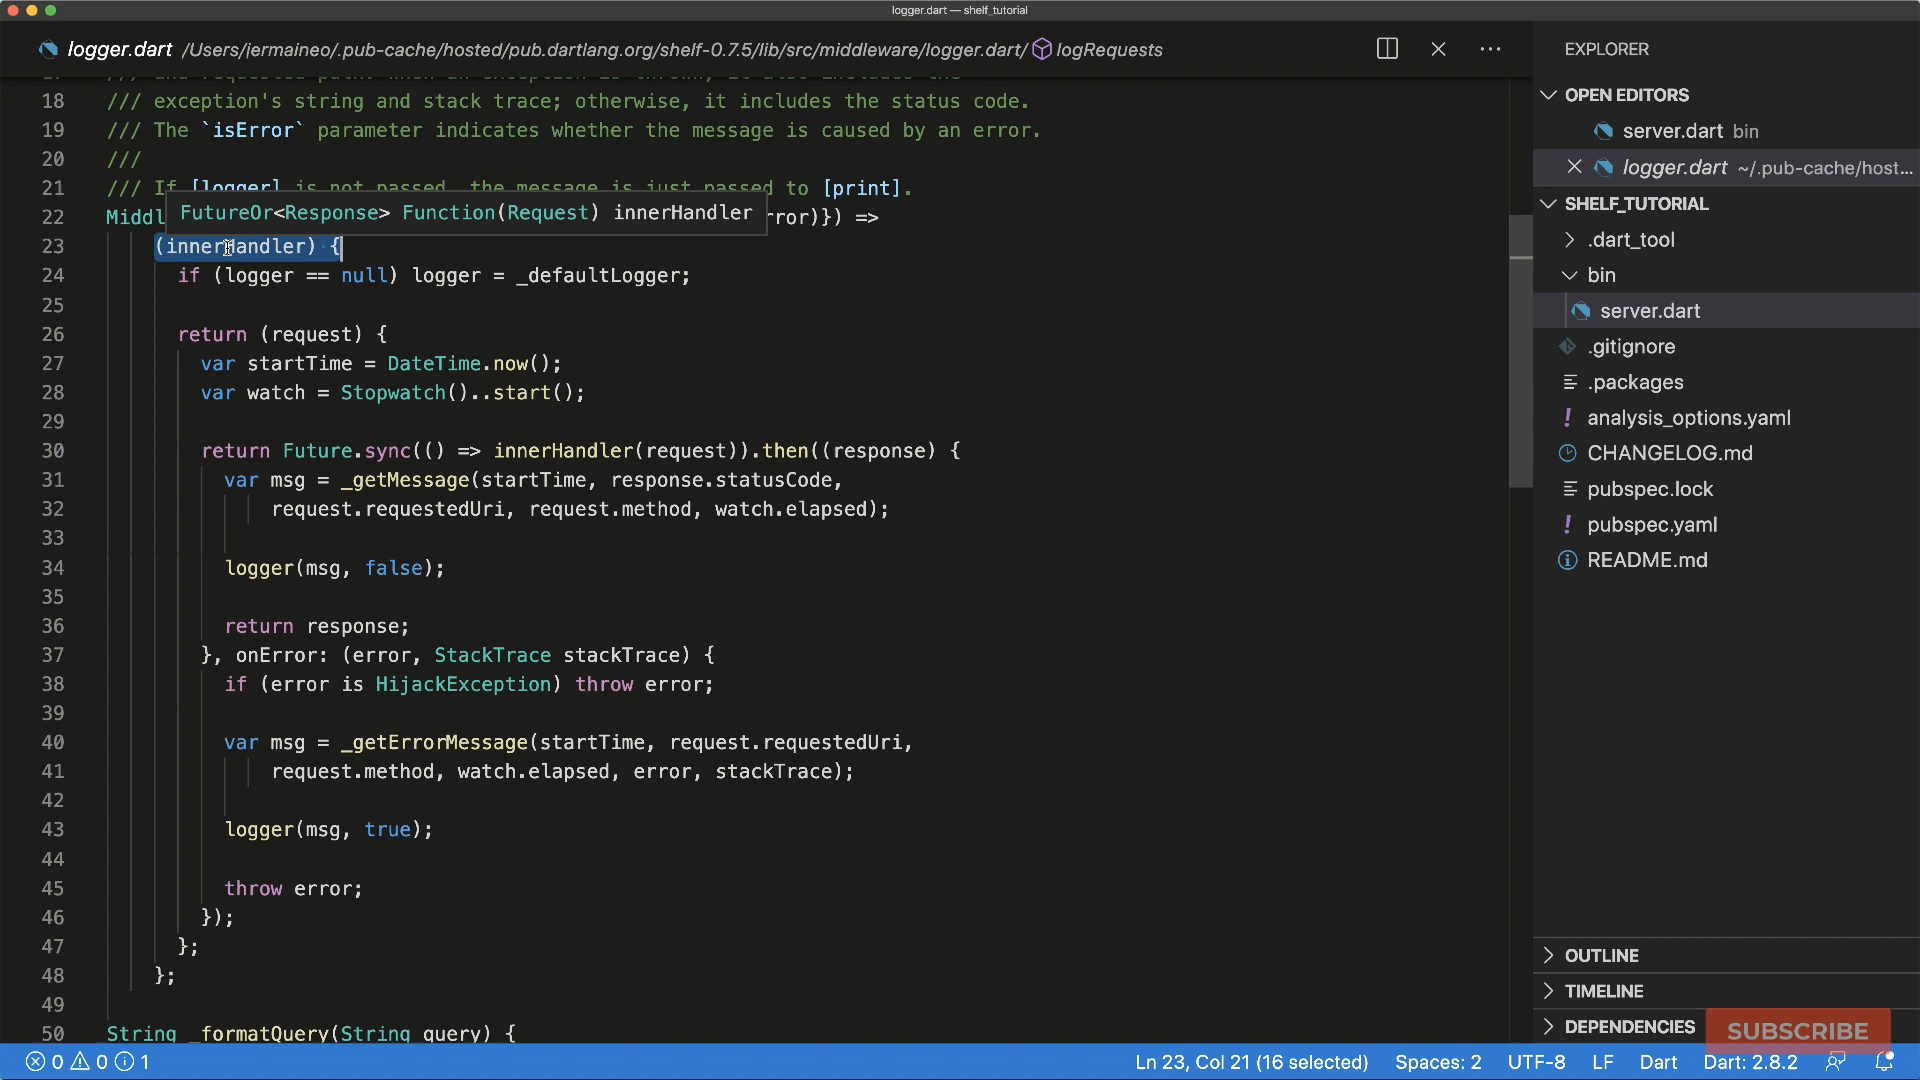 logger.dart — shelf_tutorial
logger.dart /Users/jermaineo/.pub-cache/hosted/pub.dartlang.org/shelf-0.7.5/lib/src/middleware/logger.dart/ logRequests
18 /// exception's string and stack trace; otherwise, it includes the status code.
19 /// The `isError` parameter indicates whether the message is caused by an error.
20 ///
21 /// If [logger] is not passed, the message is just passed to [print].
FutureOr<Response> Function(Request) innerHandler
22 Middl rror)}) =>
23 (innerHandler) {
24 if (logger == null) logger = _defaultLogger;
25
26 return (request) {
27 var startTime = DateTime.now();
28 var watch = Stopwatch()..start();
29
30 return Future.sync(() => innerHandler(request)).then((response) {
31 var msg = _getMessage(startTime, response.statusCode,
32 request.requestedUri, request.method, watch.elapsed);
33
34 logger(msg, false);
35
36 return response;
37 }, onError: (error, StackTrace stackTrace) {
38 if (error is HijackException) throw error;
39
40 var msg = _getErrorMessage(startTime, request.requestedUri,
41 request.method, watch.elapsed, error, stackTrace);
42
43 logger(msg, true);
44
45 throw error;
46 });
47 };
48 };
49
50 String _formatQuery(String query) {
EXPLORER
OPEN EDITORS
server.dart bin
logger.dart ~/.pub-cache/host...
SHELF_TUTORIAL
.dart_tool
bin
server.dart
.gitignore
.packages
analysis_options.yaml
CHANGELOG.md
pubspec.lock
pubspec.yaml
README.md
OUTLINE
TIMELINE
DEPENDENCIES
SUBSCRIBE
0 0 1
Ln 23, Col 21 (16 selected) Spaces: 2 UTF-8 LF Dart Dart: 2.8.2